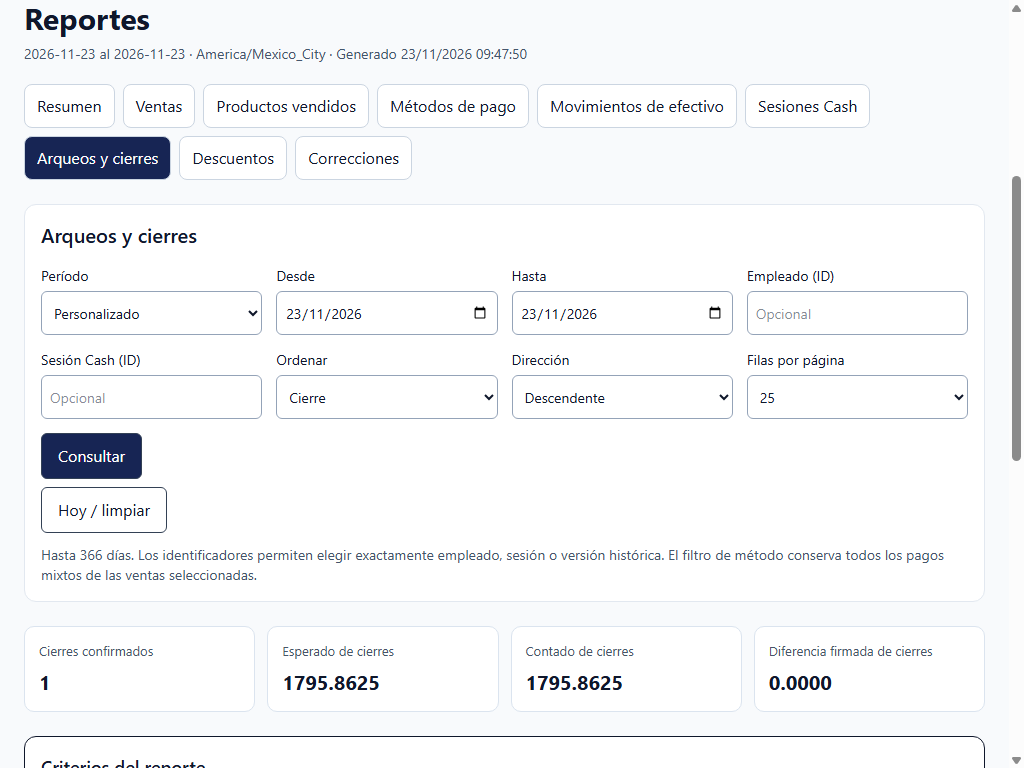 Reportes
2026-11-23 al 2026-11-23 · America/Mexico_City · Generado 23/11/2026 09:47:50
Resumen
Ventas
Productos vendidos
Métodos de pago
Movimientos de efectivo
Sesiones Cash
Arqueos y cierres
Descuentos
Correcciones
Arqueos y cierres
Período
Desde
Hasta
Empleado (ID)
Personalizado
23/11/2026
23/11/2026
Opcional
Sesión Cash (ID)
Ordenar
Dirección
Filas por página
Opcional
Cierre
Descendente
25
Consultar
Hoy / limpiar
Hasta 366 días. Los identificadores permiten elegir exactamente empleado, sesión o versión histórica. El filtro de método conserva todos los pagos
mixtos de las ventas seleccionadas.
Cierres confirmados
1
Esperado de cierres
1795.8625
Contado de cierres
1795.8625
Diferencia firmada de cierres
0.0000
Criterios del reporte